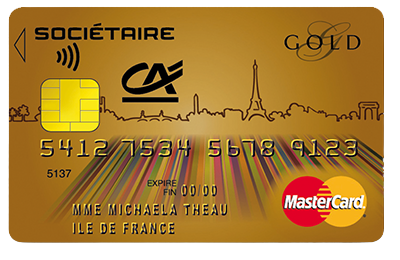 SOCIÉTAIRE
G
GOLD
CA
5412 7534 5678 9123
5137
EXPIRE
FIN 00/00
MME MICHAELA THEAU
ILE DE FRANCE
MasterCard